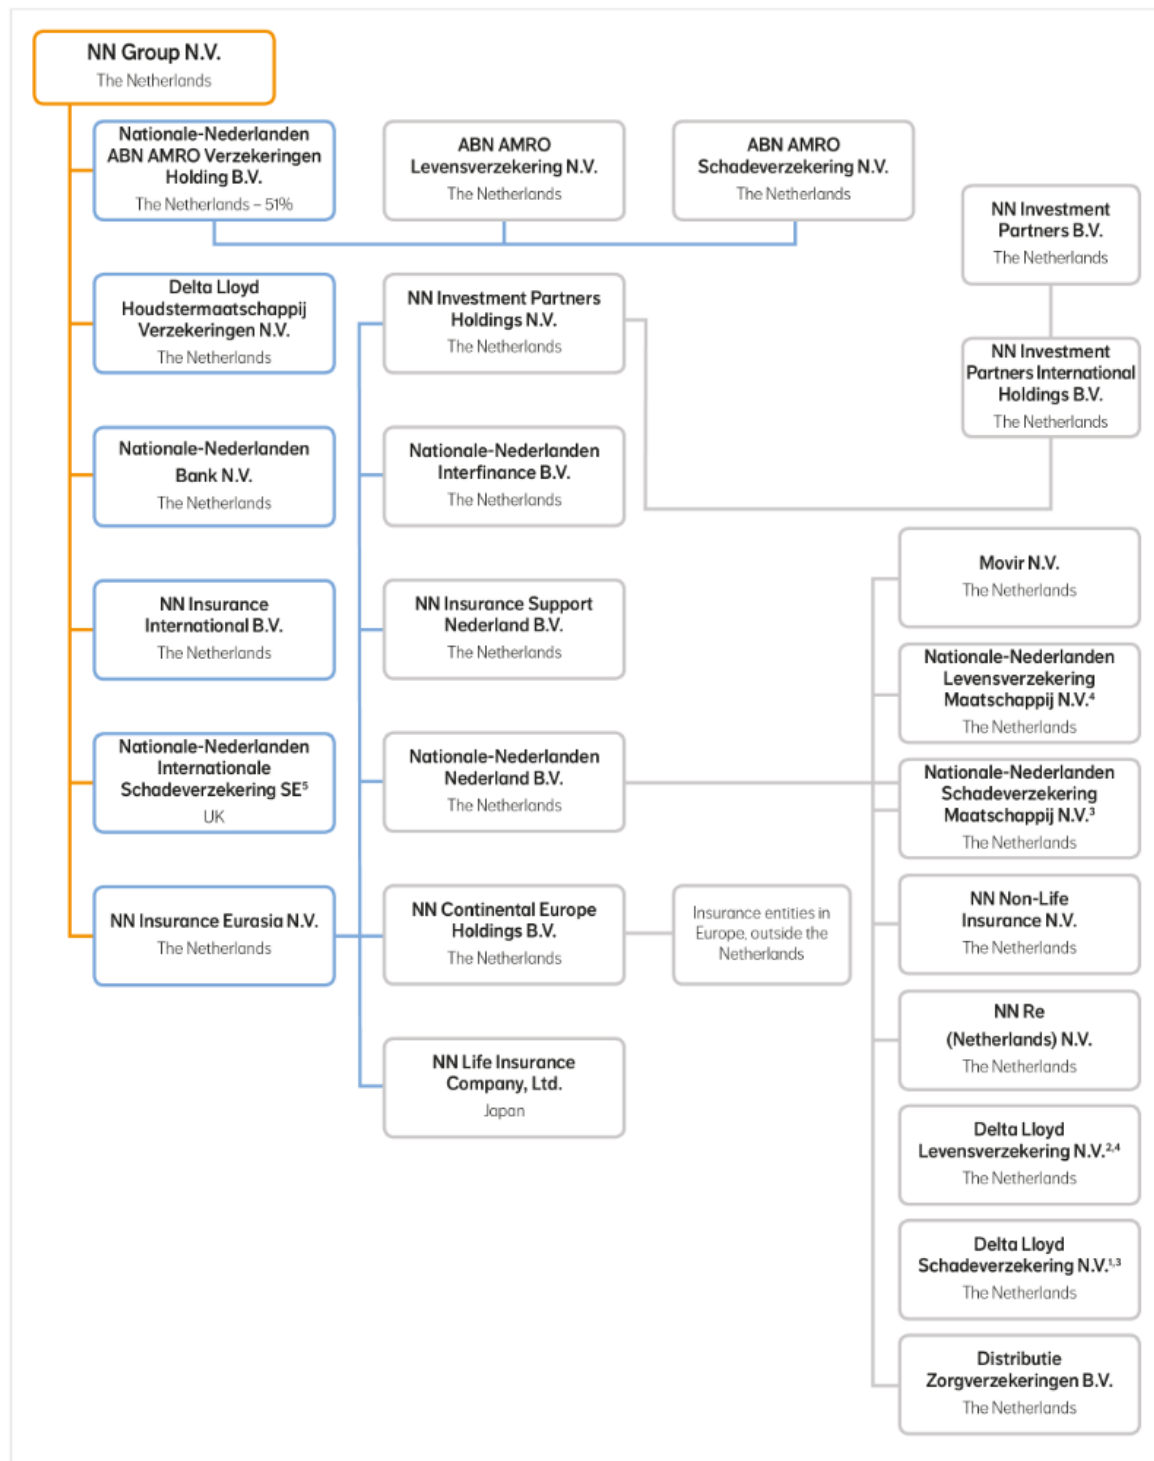 NN Group N.V.
The Netherlands
Nationale-Nederlanden
ABN AMRO Verzekeringen
Holding B.V.
The Netherlands – 51%
ABN AMRO
Levensverzekering N.V.
The Netherlands
ABN AMRO
Schadeverzekering N.V.
The Netherlands
NN Investment
Partners B.V.
The Netherlands
Delta Lloyd
Houdstermaatschappij
Verzekeringen N.V.
The Netherlands
NN Investment Partners
Holdings N.V.
The Netherlands
NN Investment
Partners International
Holdings B.V.
The Netherlands
Nationale-Nederlanden
Bank N.V.
The Netherlands
Nationale-Nederlanden
Interfinance B.V.
The Netherlands
Movir N.V.
The Netherlands
NN Insurance
International B.V.
The Netherlands
NN Insurance Support
Nederland B.V.
The Netherlands
Nationale-Nederlanden
Levensverzekering
Maatschappij N.V.⁴
The Netherlands
Nationale-Nederlanden
Internationale
Schadeverzekering SE⁵
UK
Nationale-Nederlanden
Nederland B.V.
The Netherlands
Nationale-Nederlanden
Schadeverzekering
Maatschappij N.V.³
The Netherlands
NN Insurance Eurasia N.V.
The Netherlands
NN Continental Europe
Holdings B.V.
The Netherlands
Insurance entities in
Europe, outside the
Netherlands
NN Non-Life
Insurance N.V.
The Netherlands
NN Re
(Netherlands) N.V.
The Netherlands
NN Life Insurance
Company, Ltd.
Japan
Delta Lloyd
Levensverzekering N.V.²,⁴
The Netherlands
Delta Lloyd
Schadeverzekering N.V.¹,³
The Netherlands
Distributie
Zorgverzekeringen B.V.
The Netherlands